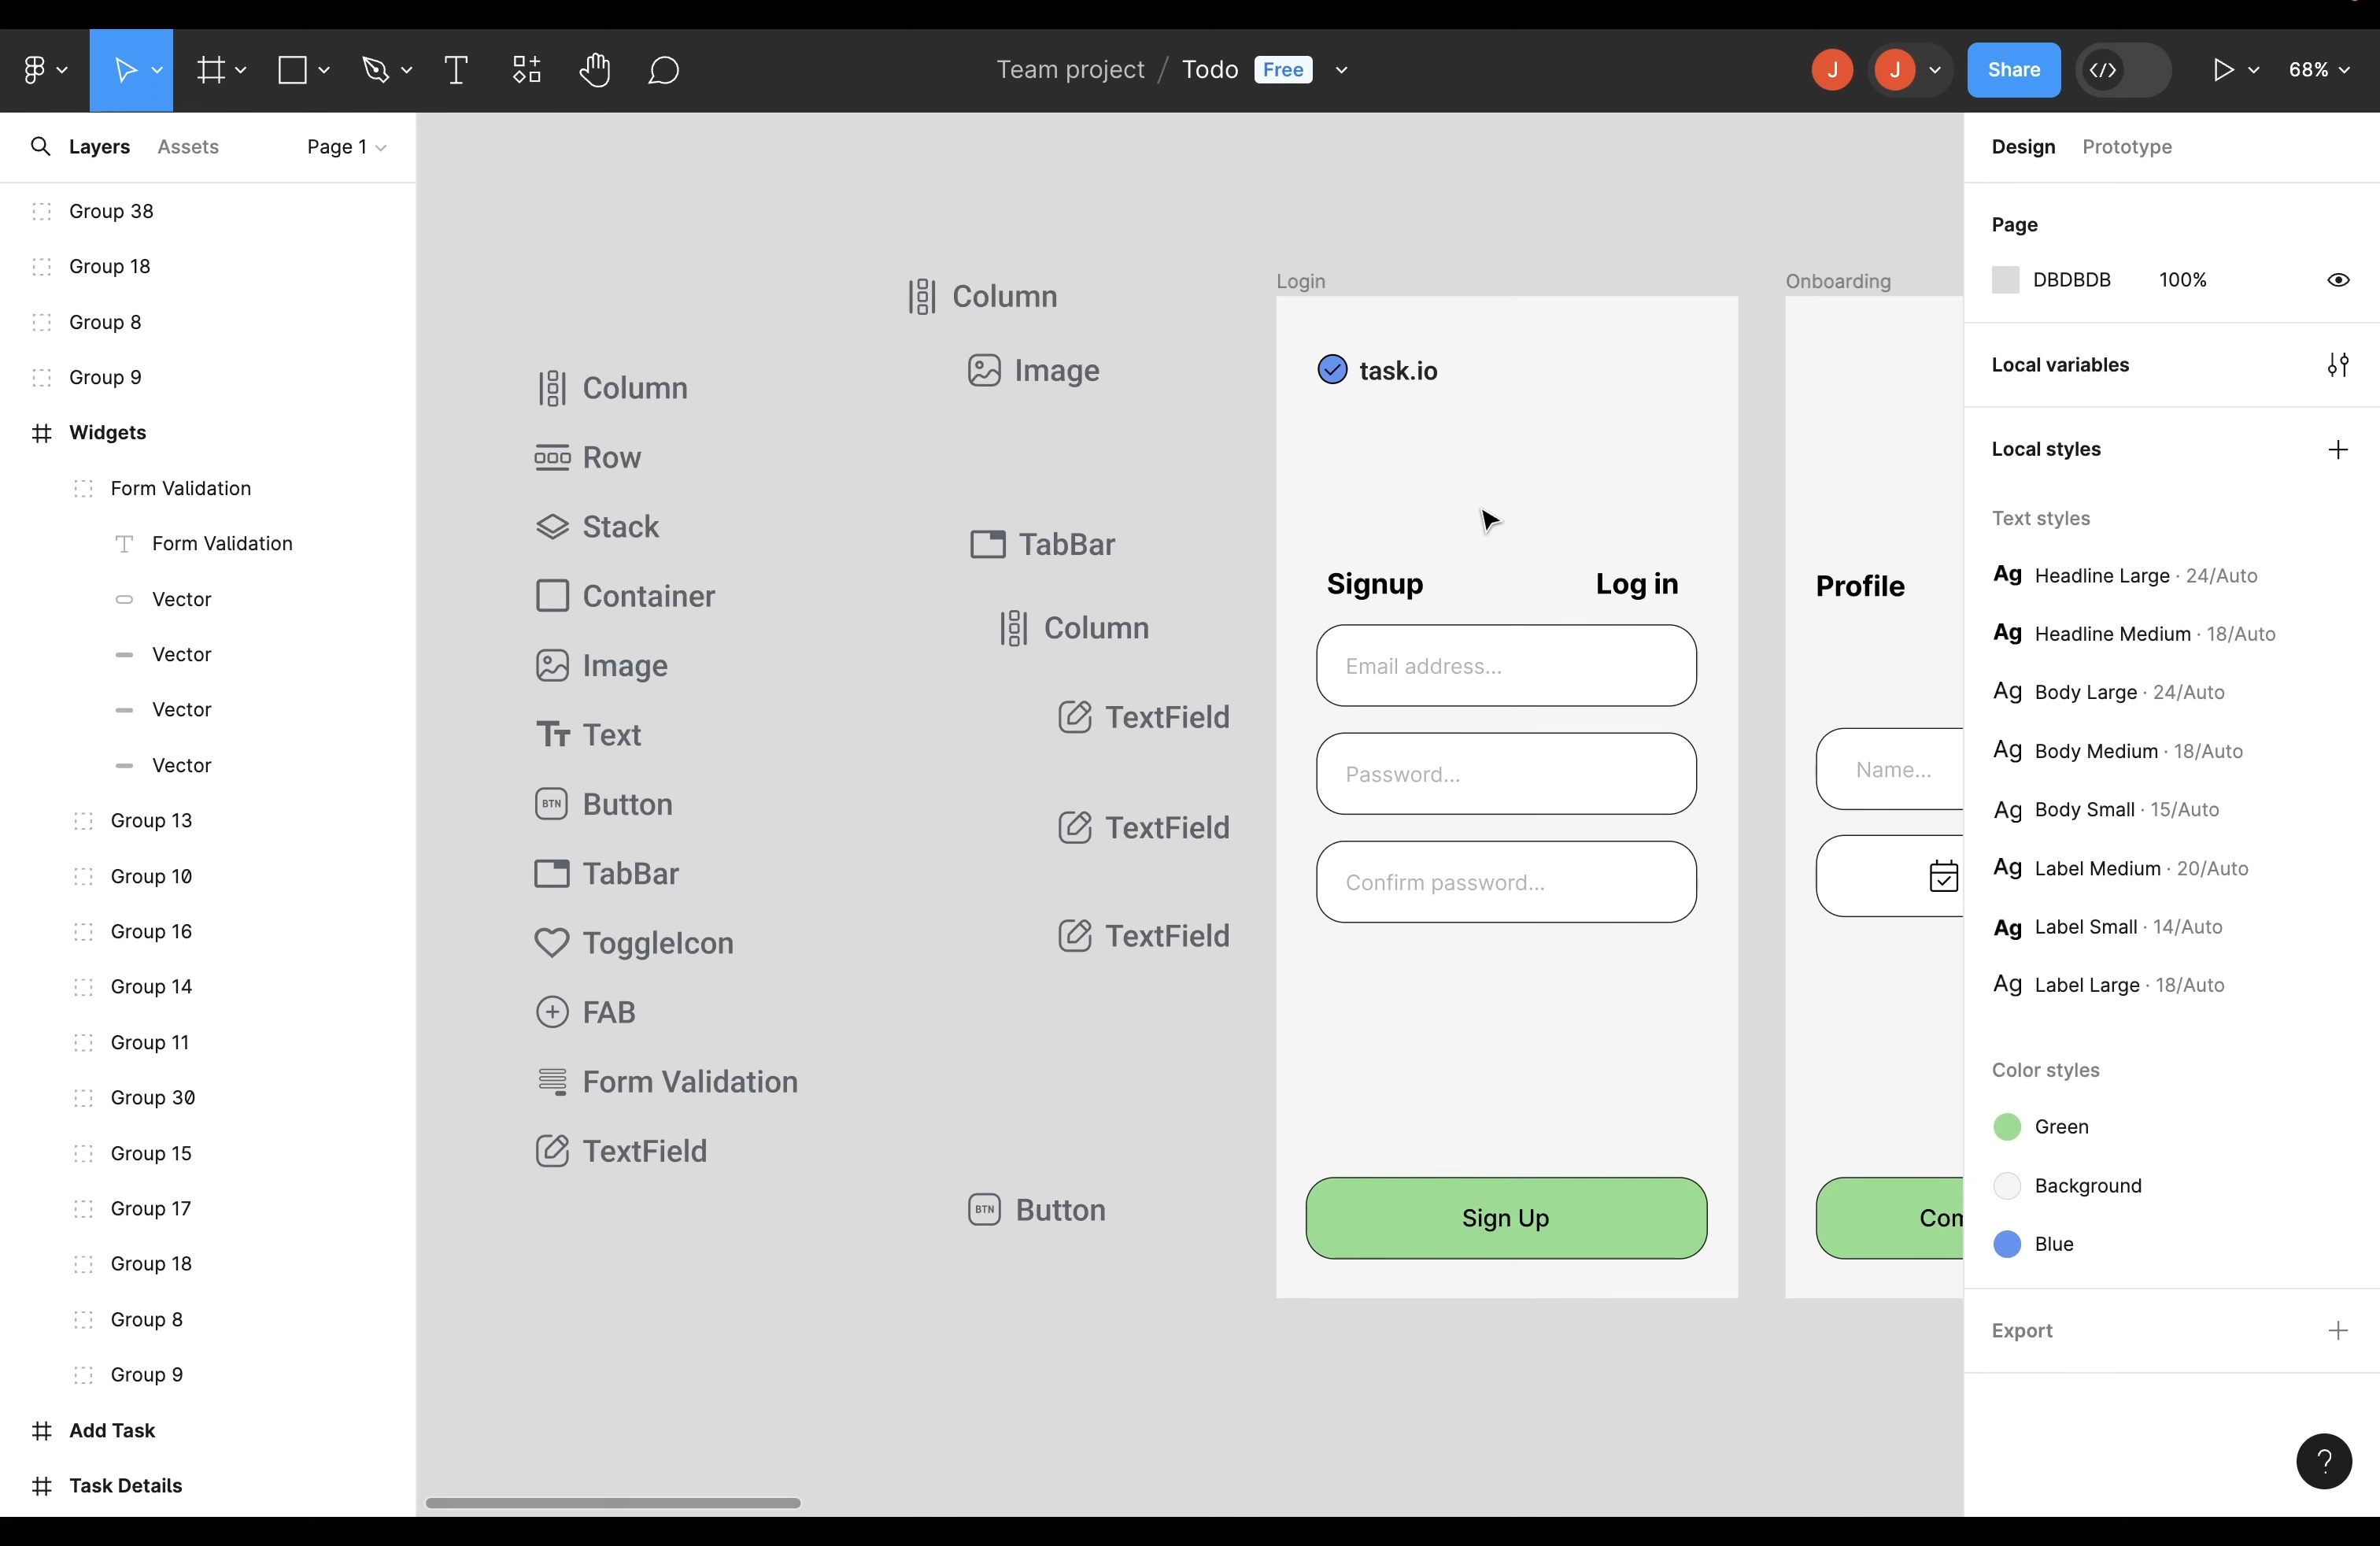 Team project / Todo Free
J
J
Share
68%
Layers
Assets
Page 1
Group 38
Group 18
Group 8
Group 9
Widgets
Form Validation
Form Validation
Vector
Vector
Vector
Vector
Group 13
Group 10
Group 16
Group 14
Group 11
Group 30
Group 15
Group 17
Group 18
Group 8
Group 9
Add Task
Task Details
Column
Row
Stack
Container
Image
Text
BTN Button
TabBar
ToggleIcon
FAB
Form Validation
TextField
Column
Image
TabBar
Column
TextField
TextField
TextField
BTN Button
Login
task.io
Signup
Log in
Email address...
Password...
Confirm password...
Sign Up
Onboarding
Profile
Name...
Com
Design
Prototype
Page
DBDBDB 100%
Local variables
Local styles
Text styles
Ag Headline Large · 24/Auto
Ag Headline Medium · 18/Auto
Ag Body Large · 24/Auto
Ag Body Medium · 18/Auto
Ag Body Small · 15/Auto
Ag Label Medium · 20/Auto
Ag Label Small · 14/Auto
Ag Label Large · 18/Auto
Color styles
Green
Background
Blue
Export
?